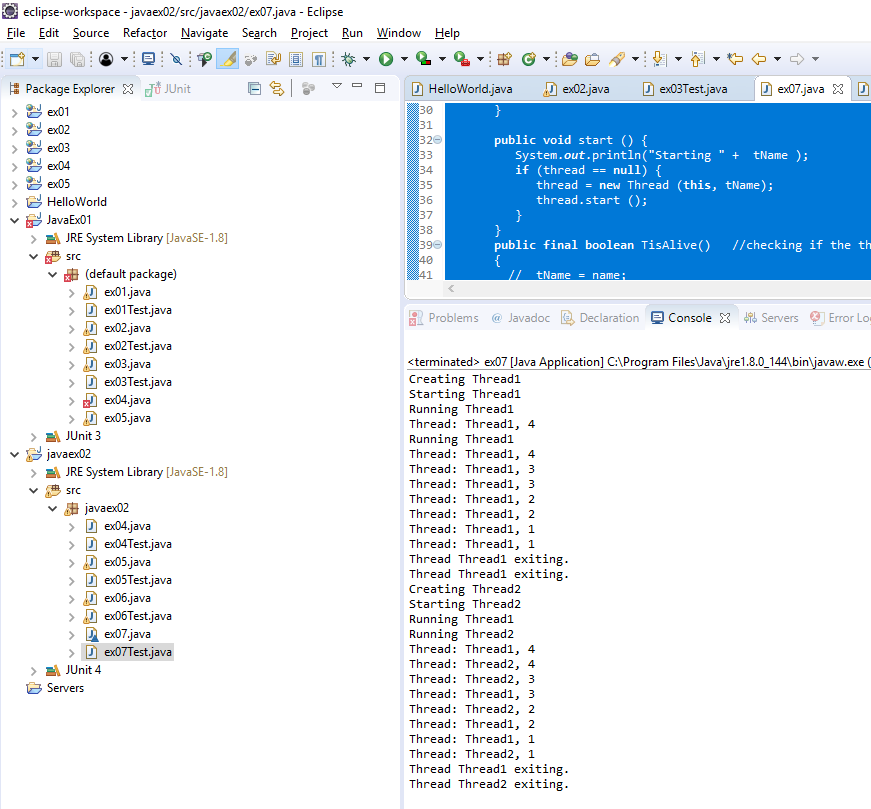 eclipse-workspace - javaex02/src/javaex02/ex07.java - Eclipse
File Edit Source Refactor Navigate Search Project Run Window Help
Package Explorer JUnit
ex01
ex02
ex03
ex04
ex05
HelloWorld
JavaEx01
JRE System Library [JavaSE-1.8]
src
(default package)
ex01.java
ex01Test.java
ex02.java
ex02Test.java
ex03.java
ex03Test.java
ex04.java
ex05.java
JUnit 3
javaex02
JRE System Library [JavaSE-1.8]
src
javaex02
ex04.java
ex04Test.java
ex05.java
ex05Test.java
ex06.java
ex06Test.java
ex07.java
ex07Test.java
JUnit 4
Servers
HelloWorld.java ex02.java ex03Test.java ex07.java
30 }
31
32 public void start () {
33 System.out.println("Starting " + tName );
34 if (thread == null) {
35 thread = new Thread (this, tName);
36 thread.start ();
37 }
38 }
39 public final boolean TisAlive() //checking if the th
40 {
41 // tName = name;
Problems Javadoc Declaration Console Servers Error Lo
<terminated> ex07 [Java Application] C:\Program Files\Java\jre1.8.0_144\bin\javaw.exe (
Creating Thread1
Starting Thread1
Running Thread1
Thread: Thread1, 4
Running Thread1
Thread: Thread1, 4
Thread: Thread1, 3
Thread: Thread1, 3
Thread: Thread1, 2
Thread: Thread1, 2
Thread: Thread1, 1
Thread: Thread1, 1
Thread Thread1 exiting.
Thread Thread1 exiting.
Creating Thread2
Starting Thread2
Running Thread1
Running Thread2
Thread: Thread1, 4
Thread: Thread2, 4
Thread: Thread2, 3
Thread: Thread1, 3
Thread: Thread2, 2
Thread: Thread1, 2
Thread: Thread1, 1
Thread: Thread2, 1
Thread Thread1 exiting.
Thread Thread2 exiting.